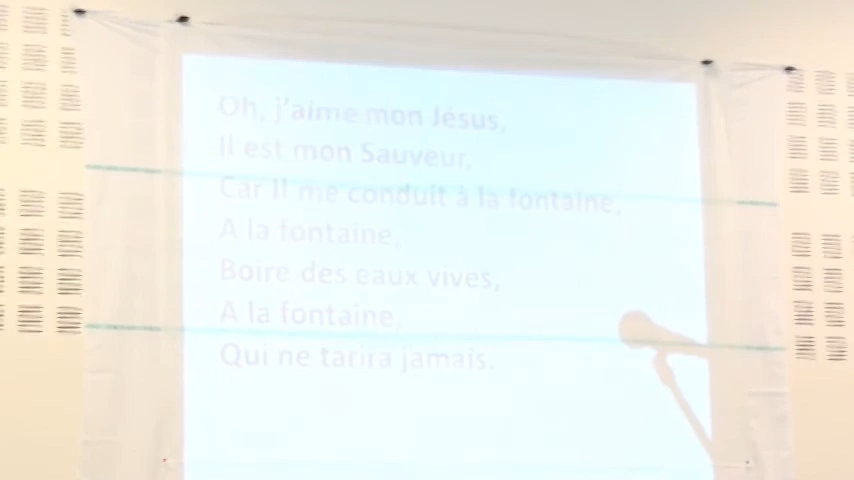 Oh, j'aime mon Jésus,
Il est mon Sauveur,
Car Il me conduit à la fontaine,
A la fontaine,
Boire des eaux vives,
A la fontaine,
Qui ne tarira jamais.